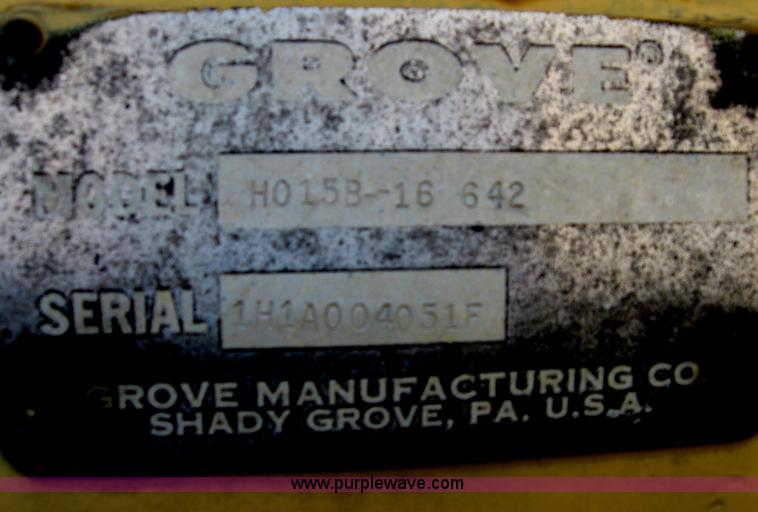 GROVE®
MODEL H015B-16 642
SERIAL 1H1A004051F
GROVE MANUFACTURING CO
SHADY GROVE, PA. U.S.A.
www.purplewave.com